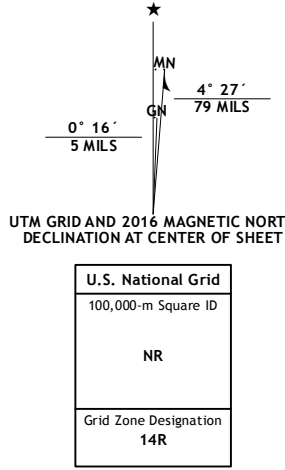 MN
GN
4° 27´
79 MILS
0° 16´
5 MILS
UTM GRID AND 2016 MAGNETIC NORT
DECLINATION AT CENTER OF SHEET
U.S. National Grid
100,000-m Square ID
NR
Grid Zone Designation
14R